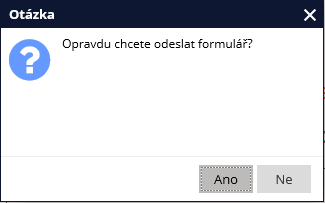 Otázka
Opravdu chcete odeslat formulář?
Ano
Ne